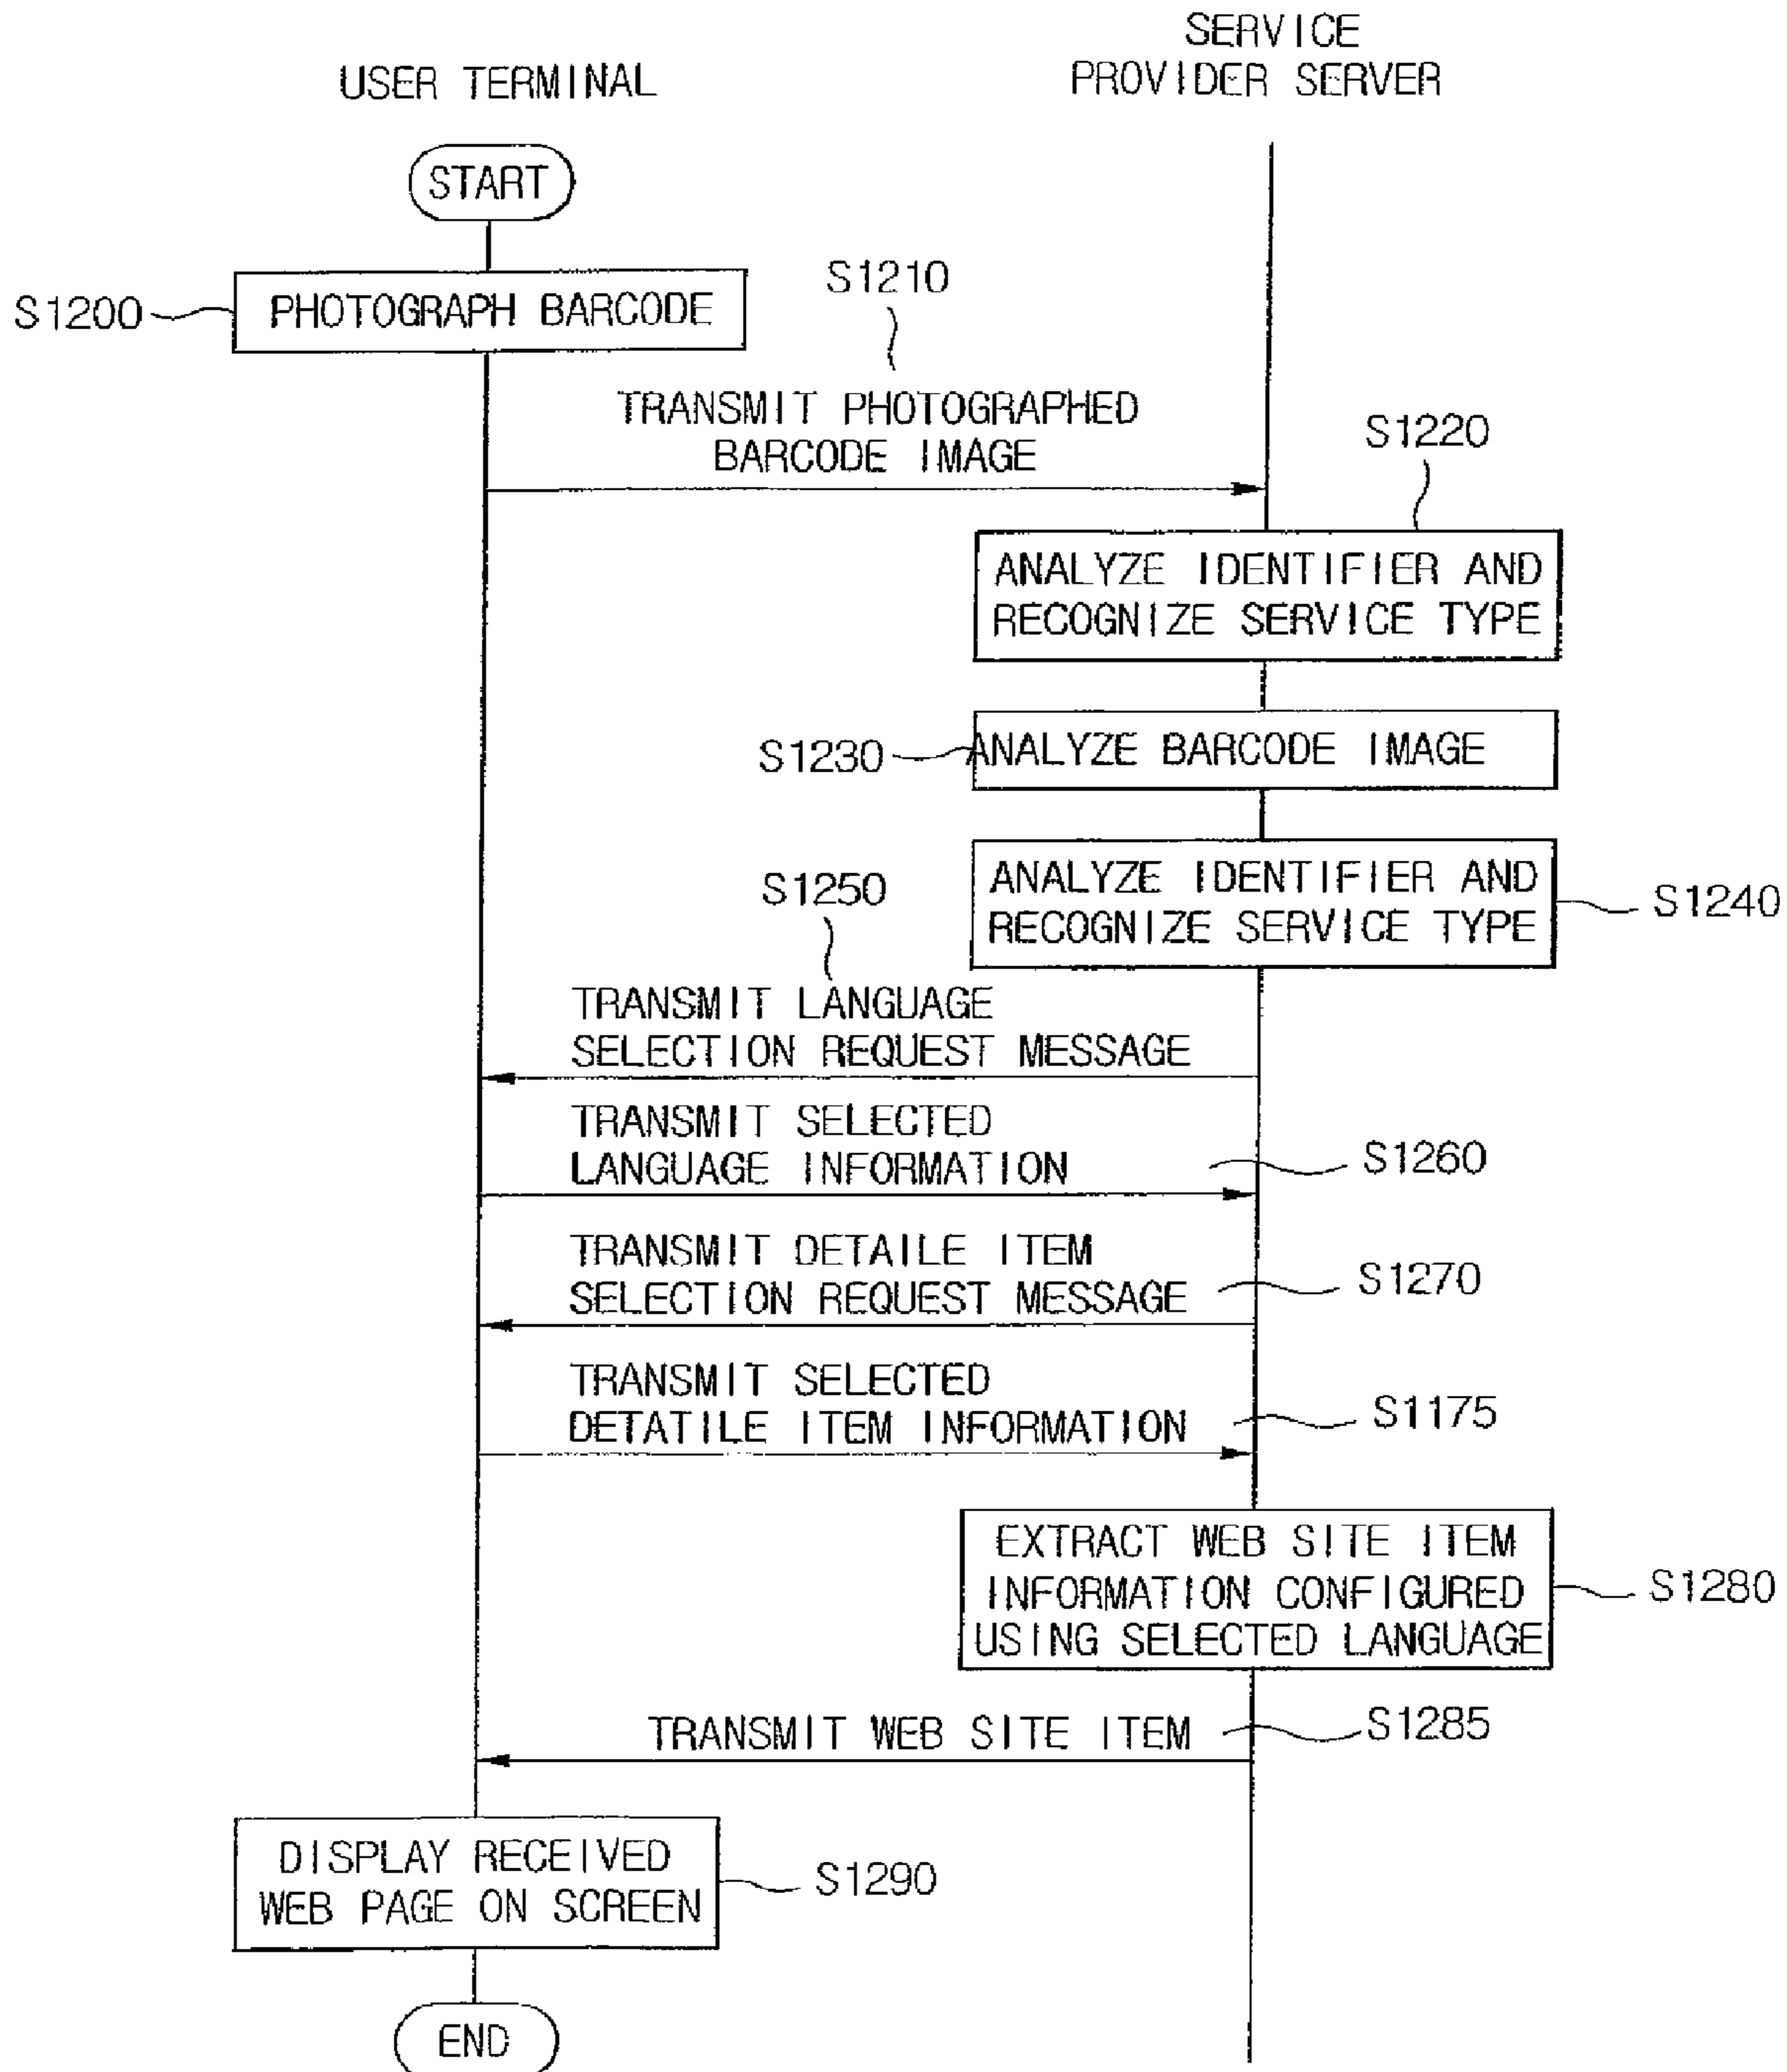 SERVICE
PROVIDER SERVER
USER TERMINAL
START
S1200
PHOTOGRAPH BARCODE
S1210
TRANSMIT PHOTOGRAPHED
BARCODE IMAGE
S1220
ANALYZE IDENTIFIER AND
RECOGNIZE SERVICE TYPE
S1230
ANALYZE BARCODE IMAGE
ANALYZE IDENTIFIER AND
RECOGNIZE SERVICE TYPE
S1240
S1250
TRANSMIT LANGUAGE
SELECTION REQUEST MESSAGE
TRANSMIT SELECTED
LANGUAGE INFORMATION
S1260
TRANSMIT DETAILE ITEM
SELECTION REQUEST MESSAGE
S1270
TRANSMIT SELECTED
DETATILE ITEM INFORMATION
S1175
EXTRACT WEB SITE ITEM
INFORMATION CONFIGURED
USING SELECTED LANGUAGE
S1280
TRANSMIT WEB SITE ITEM
S1285
DISPLAY RECEIVED
WEB PAGE ON SCREEN
S1290
END